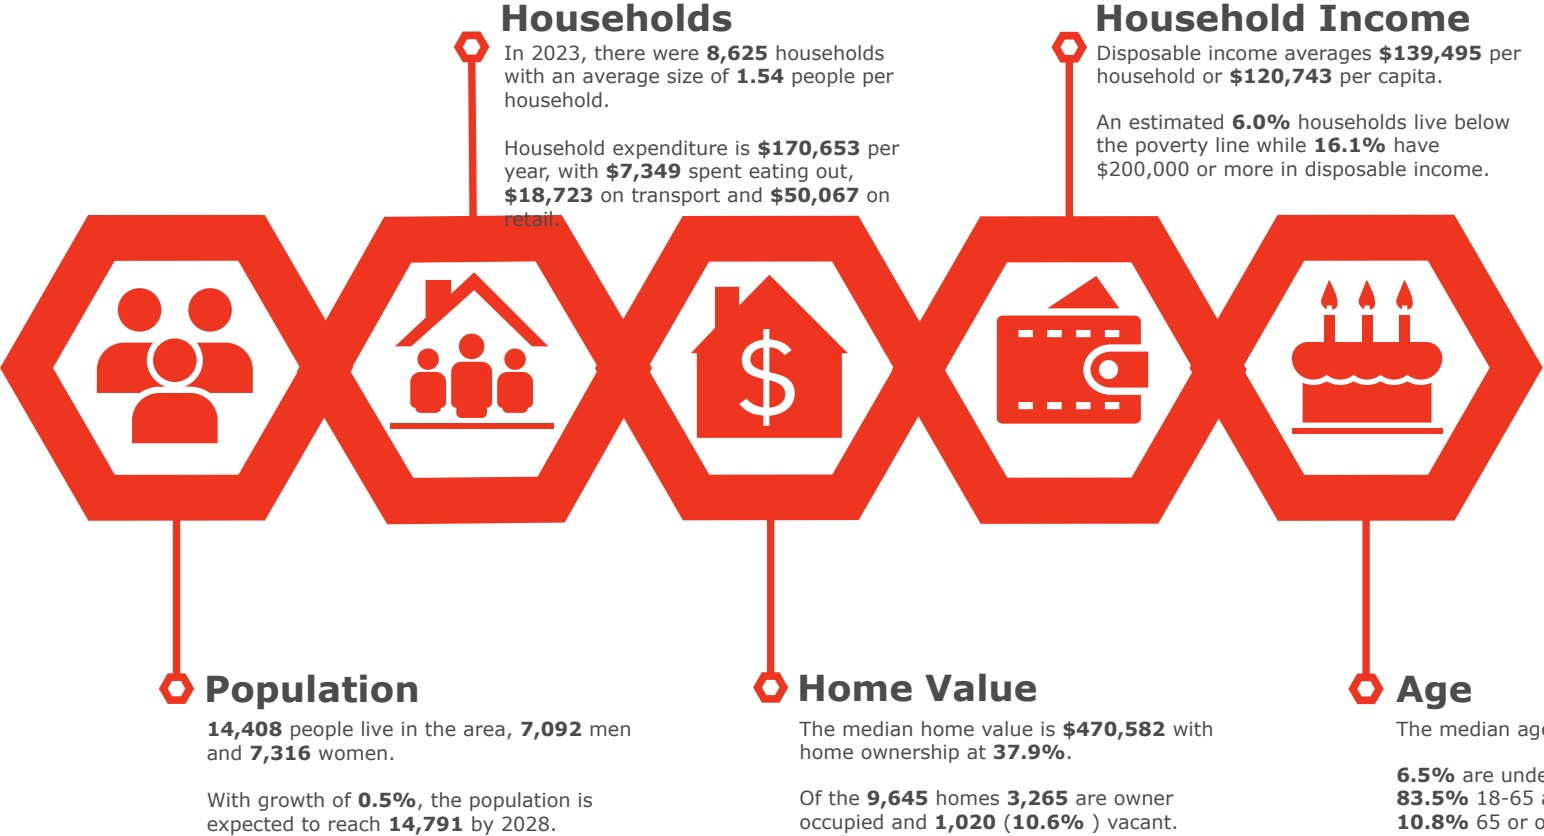 Households
In 2023, there were 8,625 households
with an average size of 1.54 people per
household.
Household expenditure is $170,653 per
year, with $7,349 spent eating out,
$18,723 on transport and $50,067 on
retail.
Household Income
Disposable income averages $139,495 per
household or $120,743 per capita.
An estimated 6.0% households live below
the poverty line while 16.1% have
$200,000 or more in disposable income.
$
Population
14,408 people live in the area, 7,092 men
and 7,316 women.
With growth of 0.5%, the population is
expected to reach 14,791 by 2028.
Home Value
The median home value is $470,582 with
home ownership at 37.9%.
Of the 9,645 homes 3,265 are owner
occupied and 1,020 (10.6% ) vacant.
Age
The median
6.5% are
83.5% 18-65
10.8% 65 or